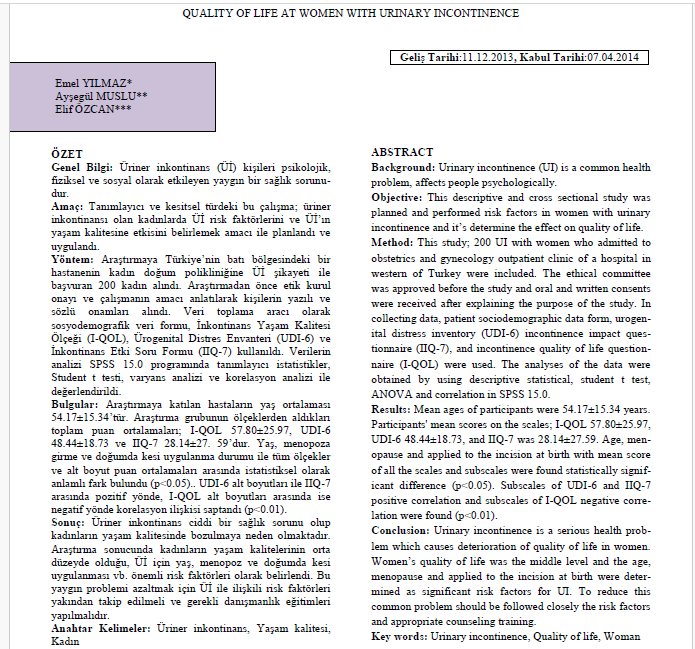 QUALITY OF LIFE AT WOMEN WITH URINARY INCONTINENCE
Geliş Tarihi:11.12.2013, Kabul Tarihi:07.04.2014
Emel YILMAZ*
Ayşegül MUSLU**
Elif ÖZCAN***
ÖZET
Genel Bilgi: Üriner inkontinans (Üİ) kişileri psikolojik,
fiziksel ve sosyal olarak etkileyen yaygın bir sağlık sorunu-
dur.
Amaç: Tanımlayıcı ve kesitsel türdeki bu çalışma; üriner
inkontinansı olan kadınlarda Üİ risk faktörlerini ve Üİ'ın
yaşam kalitesine etkisini belirlemek amacı ile planlandı ve
uygulandı.
Yöntem: Araştırmaya Türkiye'nin batı bölgesindeki bir
hastanenin kadın doğum polikliniğine Üİ şikayeti ile
başvuran 200 kadın alındı. Araştırmadan önce etik kurul
onayı ve çalışmanın amacı anlatılarak kişilerin yazılı ve
sözlü onamları alındı. Veri toplama aracı olarak
sosyodemografik veri formu, İnkontinans Yaşam Kalitesi
Ölçeği (I-QOL), Ürogenital Distres Envanteri (UDI-6) ve
İnkontinans Etki Soru Formu (IIQ-7) kullanıldı. Verilerin
analizi SPSS 15.0 programında tanımlayıcı istatistikler,
Student t testi, varyans analizi ve korelasyon analizi ile
değerlendirildi.
Bulgular: Araştırmaya katılan hastaların yaş ortalaması
54.17±15.34'tür. Araştırma grubunun ölçeklerden aldıkları
toplam puan ortalamaları; I-QOL 57.80±25.97, UDI-6
48.44±18.73 ve IIQ-7 28.14±27. 59'dur. Yaş, menopoza
girme ve doğumda kesi uygulanma durumu ile tüm ölçekler
ve alt boyut puan ortalamaları arasında istatistiksel olarak
anlamlı fark bulundu (p<0.05).. UDI-6 alt boyutları ile IIQ-7
arasında pozitif yönde, I-QOL alt boyutları arasında ise
negatif yönde korelasyon ilişkisi saptandı (p<0.01).
Sonuç: Üriner inkontinans ciddi bir sağlık sorunu olup
kadınların yaşam kalitesinde bozulmaya neden olmaktadır.
Araştırma sonucunda kadınların yaşam kalitelerinin orta
düzeyde olduğu, Üİ için yaş, menopoz ve doğumda kesi
uygulanması vb. önemli risk faktörleri olarak belirlendi. Bu
yaygın problemi azaltmak için Üİ ile ilişkili risk faktörleri
yakından takip edilmeli ve gerekli danışmanlık eğitimleri
yapılmalıdır.
Anahtar Kelimeler: Üriner inkontinans, Yaşam kalitesi,
Kadın
ABSTRACT
Background: Urinary incontinence (UI) is a common health
problem, affects people psychologically.
Objective: This descriptive and cross sectional study was
planned and performed risk factors in women with urinary
incontinence and it's determine the effect on quality of life.
Method: This study; 200 UI with women who admitted to
obstetrics and gynecology outpatient clinic of a hospital in
western of Turkey were included. The ethical committee
was approved before the study and oral and written consents
were received after explaining the purpose of the study. In
collecting data, patient sociodemographic data form, urogen-
ital distress inventory (UDI-6) incontinence impact ques-
tionnaire (IIQ-7), and incontinence quality of life question-
naire (I-QOL) were used. The analyses of the data were
obtained by using descriptive statistical, student t test,
ANOVA and correlation in SPSS 15.0.
Results: Mean ages of participants were 54.17±15.34 years.
Participants' mean scores on the scales; I-QOL 57.80±25.97,
UDI-6 48.44±18.73, and IIQ-7 was 28.14±27.59. Age, men-
opause and applied to the incision at birth with mean score
of all the scales and subscales were found statistically signif-
icant difference (p<0.05). Subscales of UDI-6 and IIQ-7
positive correlation and subscales of I-QOL negative corre-
lation were found (p<0.01).
Conclusion: Urinary incontinence is a serious health prob-
lem which causes deterioration of quality of life in women.
Women's quality of life was the middle level and the age,
menopause and applied to the incision at birth were deter-
mined as significant risk factors for UI. To reduce this
common problem should be followed closely the risk factors
and appropriate counseling training.
Key words: Urinary incontinence, Quality of life, Woman